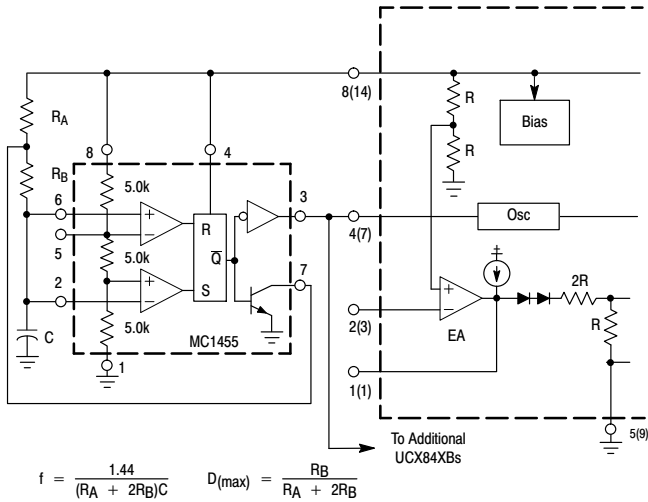 8(14)
R
R
Bias
R_A
R_B
8
4
6
5.0k
+
−
R
3
4(7)
Osc
5
5.0k
Q̅
7
+
−
2
S
+
−
EA
2R
R
2(3)
C
5.0k
MC1455
1
1(1)
5(9)
To Additional
UCX84XBs
f = 1.44 / (R_A + 2R_B)C
D(max) = R_B / R_A + 2R_B